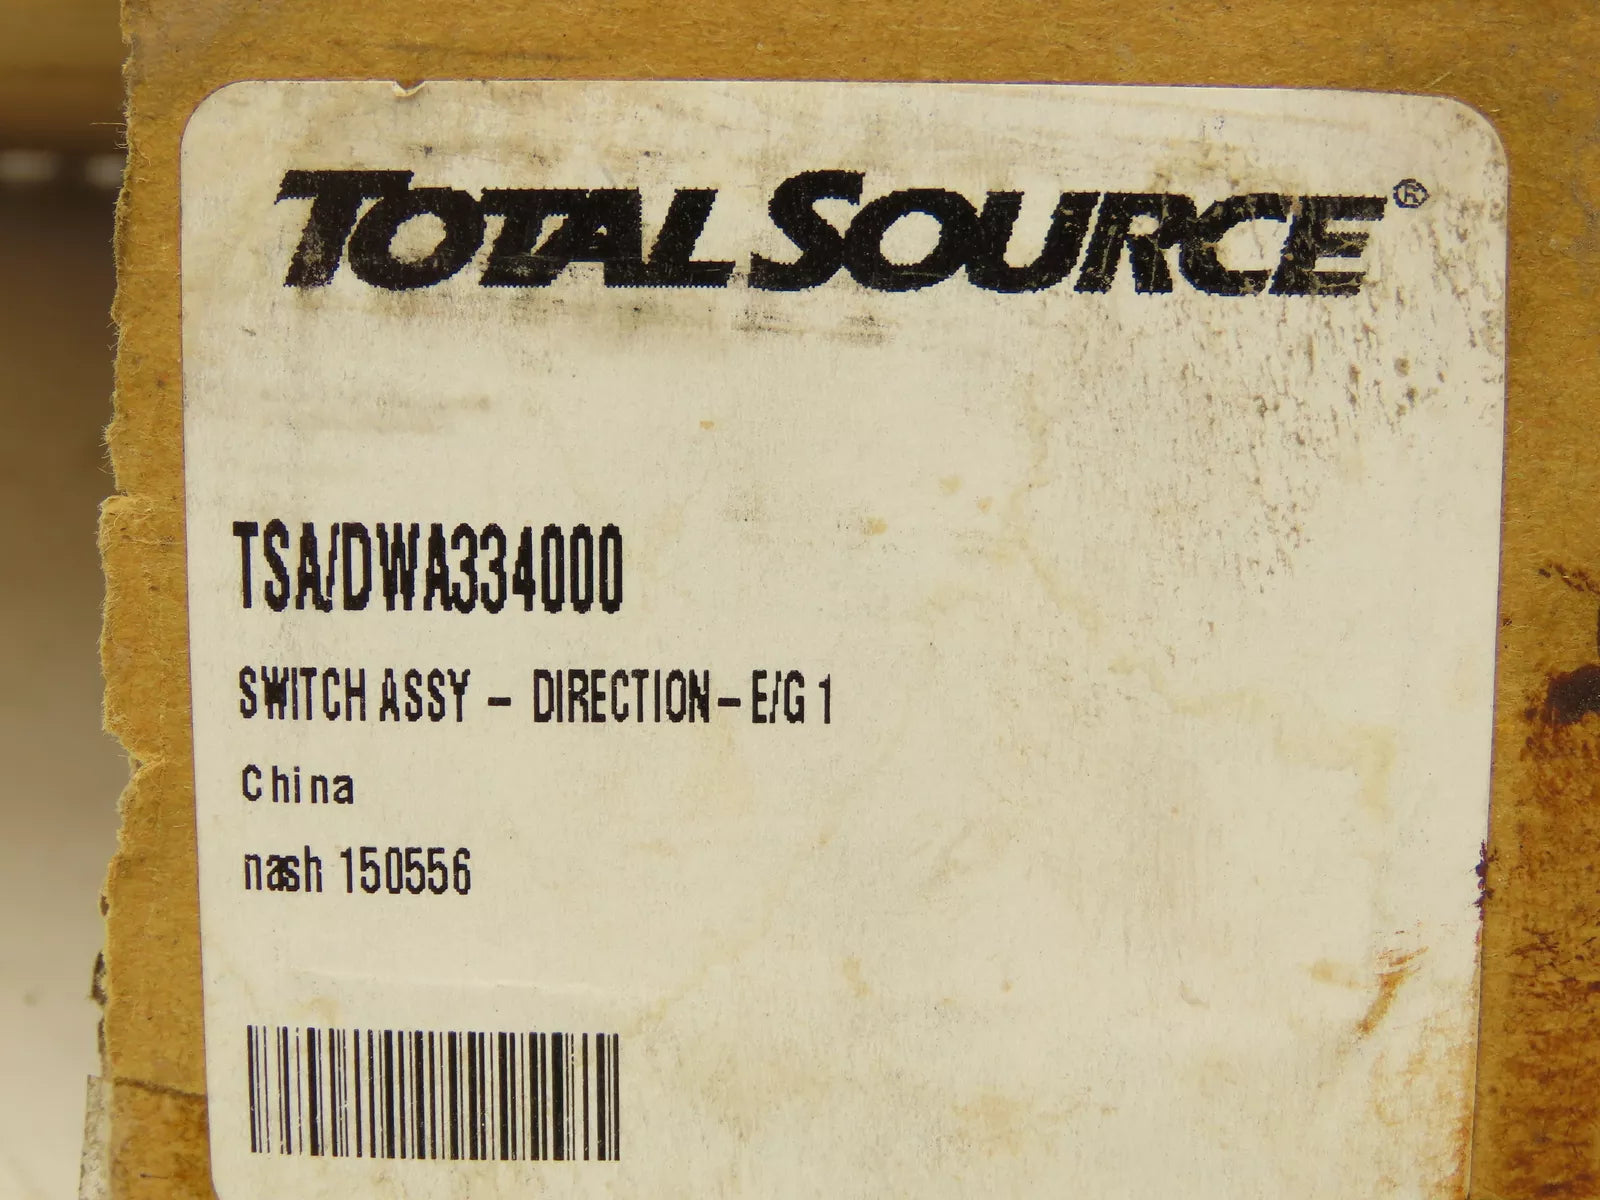 TOTAL SOURCE®
TSA/DWA334000
SWITCH ASSY - DIRECTION - E/G 1
China
nash 150556